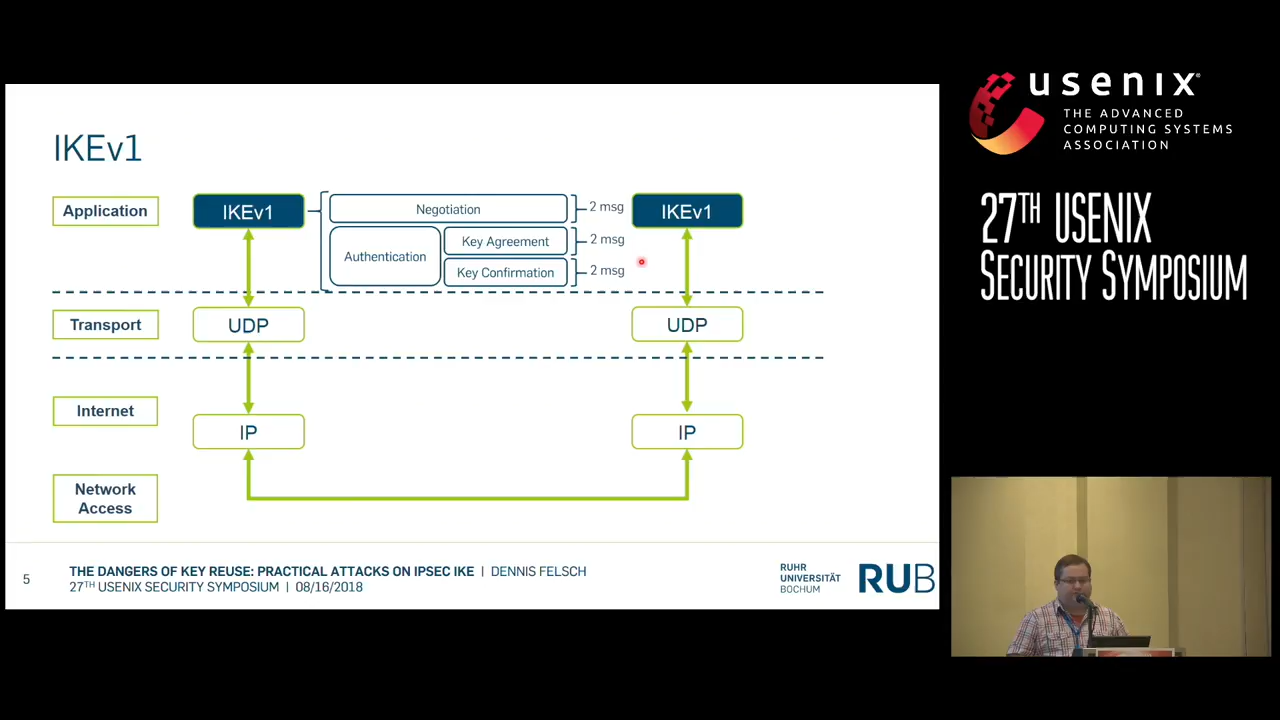 IKEv1
Application
IKEv1
Negotiation
2 msg
IKEv1
Authentication
Key Agreement
2 msg
Key Confirmation
2 msg
Transport
UDP
UDP
Internet
IP
IP
Network
Access
5
THE DANGERS OF KEY REUSE: PRACTICAL ATTACKS ON IPSEC IKE | DENNIS FELSCH
27TH USENIX SECURITY SYMPOSIUM | 08/16/2018
RUHR
UNIVERSITÄT
BOCHUM
RUB
usenix®
THE ADVANCED
COMPUTING SYSTEMS
ASSOCIATION
27TH USENIX
SECURITY SYMPOSIUM